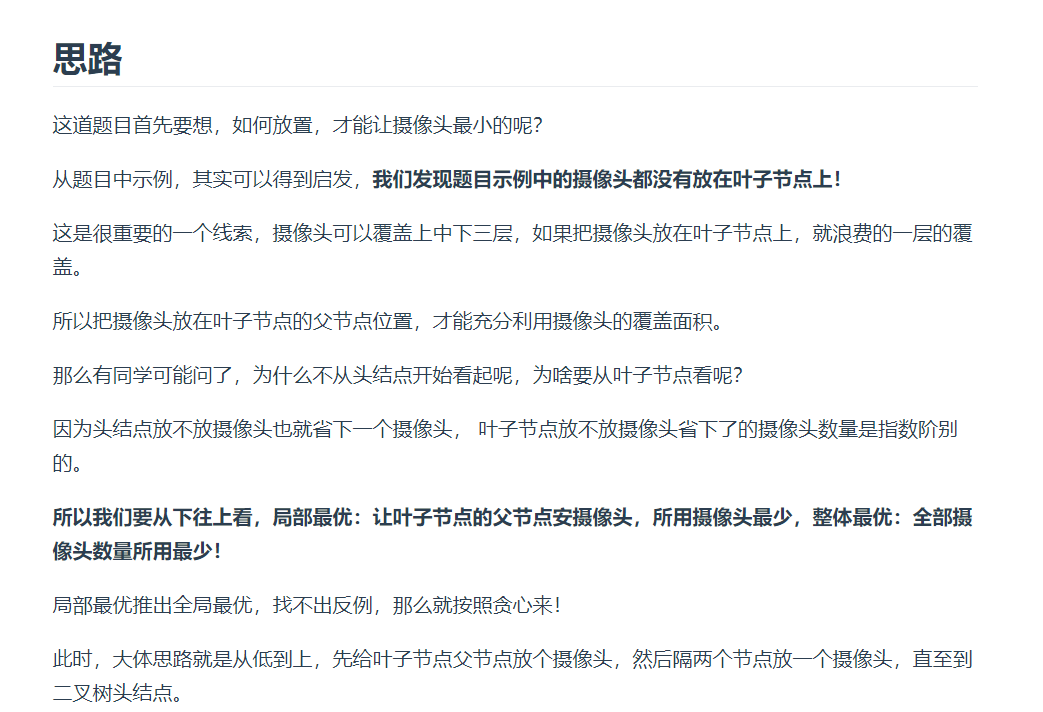 思路
这道题目首先要想，如何放置，才能让摄像头最小的呢？
从题目中示例，其实可以得到启发，我们发现题目示例中的摄像头都没有放在叶子节点上！
这是很重要的一个线索，摄像头可以覆盖上中下三层，如果把摄像头放在叶子节点上，就浪费的一层的覆
盖。
所以把摄像头放在叶子节点的父节点位置，才能充分利用摄像头的覆盖面积。
那么有同学可能问了，为什么不从头结点开始看起呢，为啥要从叶子节点看呢？
因为头结点放不放摄像头也就省下一个摄像头， 叶子节点放不放摄像头省下了的摄像头数量是指数阶别
的。
所以我们要从下往上看，局部最优：让叶子节点的父节点安摄像头，所用摄像头最少，整体最优：全部摄
像头数量所用最少！
局部最优推出全局最优，找不出反例，那么就按照贪心来！
此时，大体思路就是从低到上，先给叶子节点父节点放个摄像头，然后隔两个节点放一个摄像头，直至到
二叉树头结点。